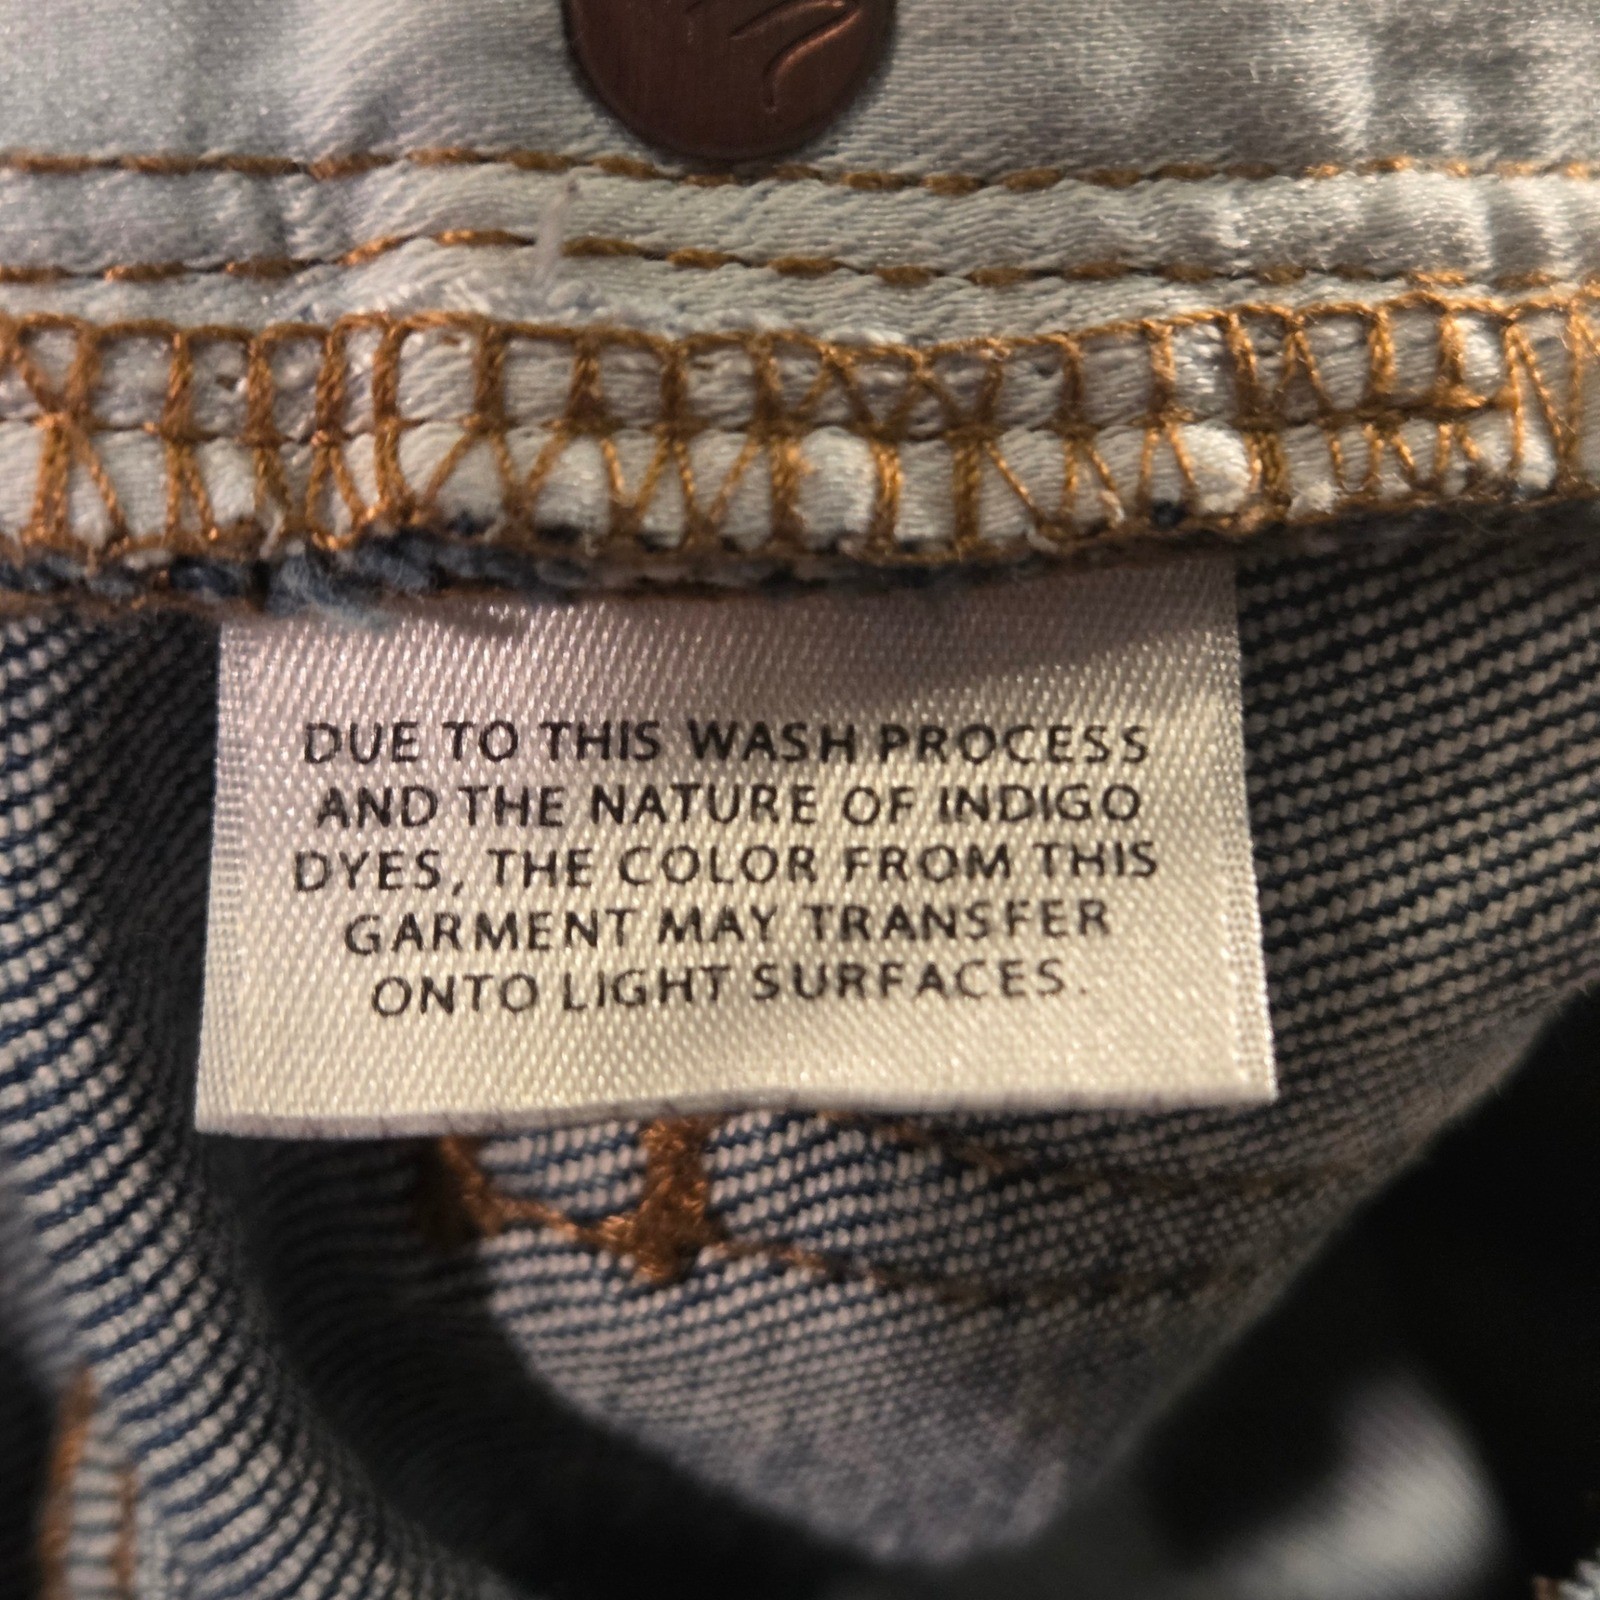 DUE TO THIS WASH PROCESS
AND THE NATURE OF INDIGO
DYES, THE COLOR FROM THIS
GARMENT MAY TRANSFER
ONTO LIGHT SURFACES.